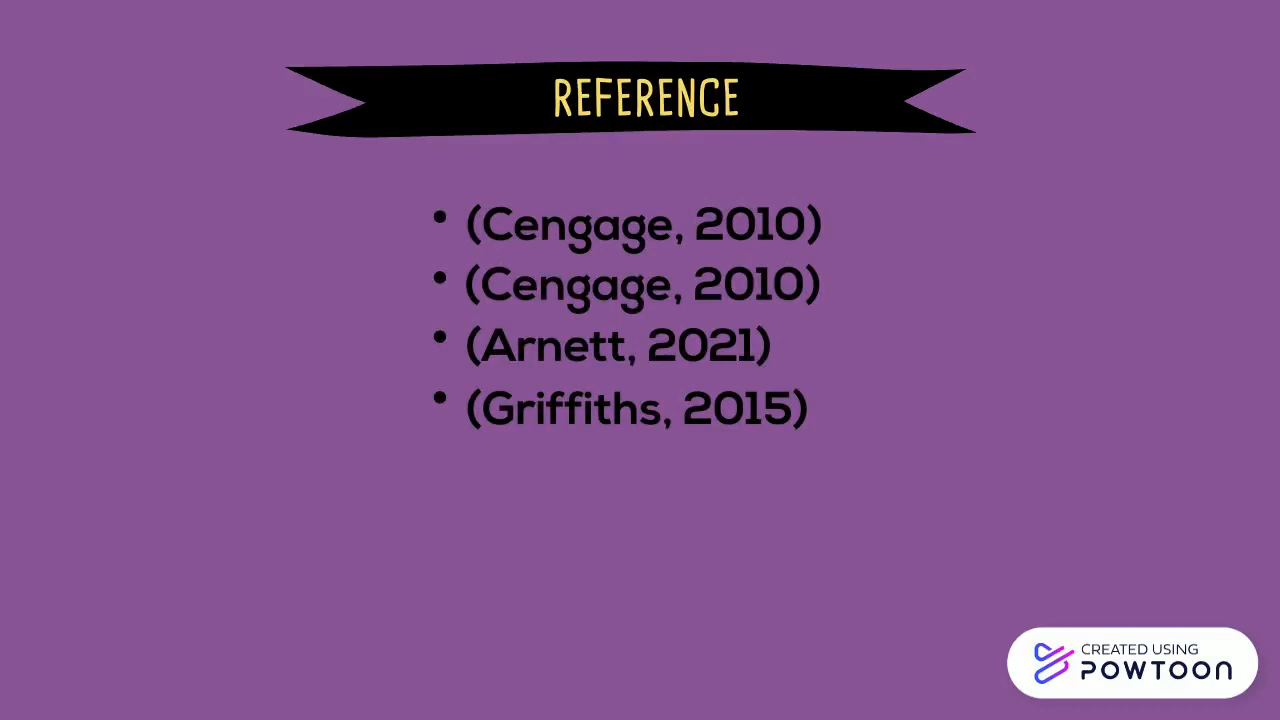 REFERENCE
• (Cengage, 2010)
• (Cengage, 2010)
• (Arnett, 2021)
• (Griffiths, 2015)
CREATED USING
POWTOON